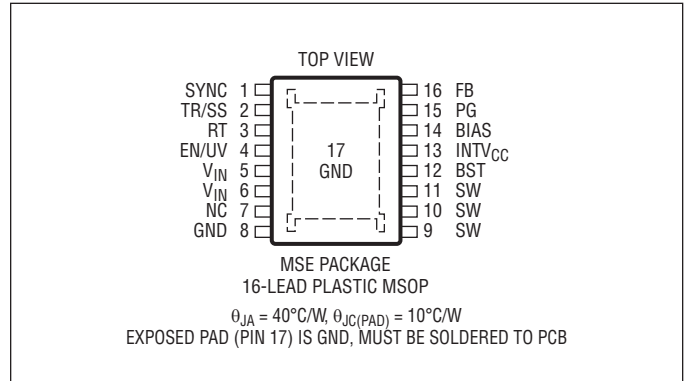 TOP VIEW
SYNC 1
TR/SS 2
RT 3
EN/UV 4
VIN 5
VIN 6
NC 7
GND 8
17
GND
16 FB
15 PG
14 BIAS
13 INTVCC
12 BST
11 SW
10 SW
9 SW
MSE PACKAGE
16-LEAD PLASTIC MSOP
θJA = 40°C/W, θJC(PAD) = 10°C/W
EXPOSED PAD (PIN 17) IS GND, MUST BE SOLDERED TO PCB